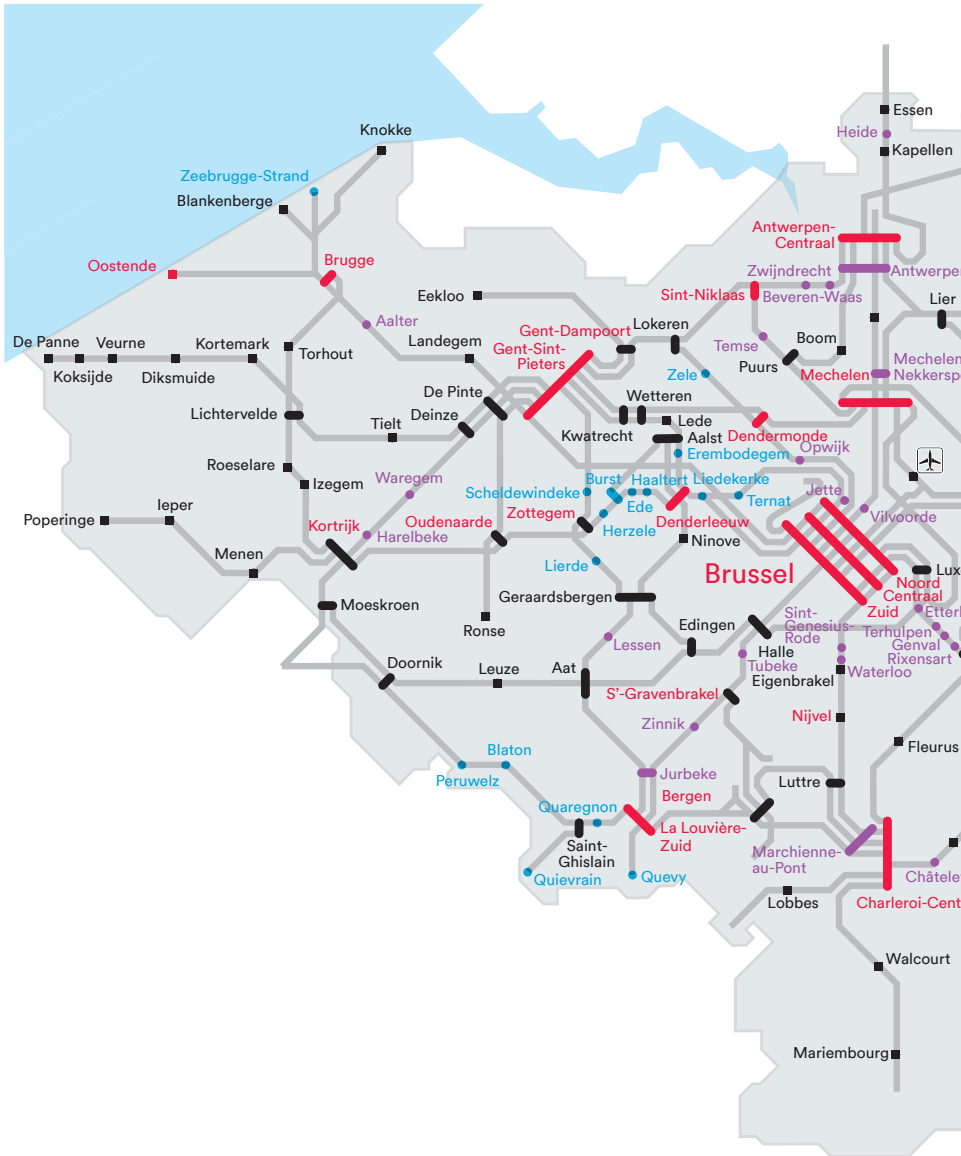 Essen
Heide
Kapellen
Knokke
Zeebrugge-Strand
Blankenberge
Antwerpen-
Centraal
Oostende
Brugge
Zwijndrecht
Antwerpen
Eekloo
Sint-Niklaas
Beveren-Waas
Lier
Aalter
Gent-Dampoort
Lokeren
De Panne
Veurne
Kortemark
Torhout
Landegem
Gent-Sint-
Pieters
Temse
Boom
Koksijde
Diksmuide
Puurs
Mechelen
Nekkersp
Zele
Mechelen
De Pinte
Deinze
Wetteren
Lichtervelde
Tielt
Lede
Kwatrecht
Aalst
Dendermonde
Erembodegem
Opwijk
Roeselare
Izegem
Waregem
Scheldewindeke
Burst
Haaltert
Liedekerke
Jette
Ede
Ternat
Vilvoorde
Poperinge
Ieper
Kortrijk
Oudenaarde
Zottegem
Herzele
Denderleeuw
Harelbeke
Ninove
Menen
Lierde
Brussel
Lux
Noord
Centraal
Zuid
Moeskroen
Geraardsbergen
Ronse
Edingen
Sint-
Genesius-
Rode
Etterb
Terhulpen
Genval
Rixensart
Lessen
Halle
Tubeke
Doornik
Leuze
Aat
Eigenbrakel
Waterloo
S'-Gravenbrakel
Nijvel
Zinnik
Fleurus
Blaton
Peruwelz
Jurbeke
Luttre
Bergen
Quaregnon
La Louvière-
Zuid
Saint-
Ghislain
Marchienne-
au-Pont
Quievrain
Quevy
Châtele
Lobbes
Charleroi-Cent
Walcourt
Mariembourg